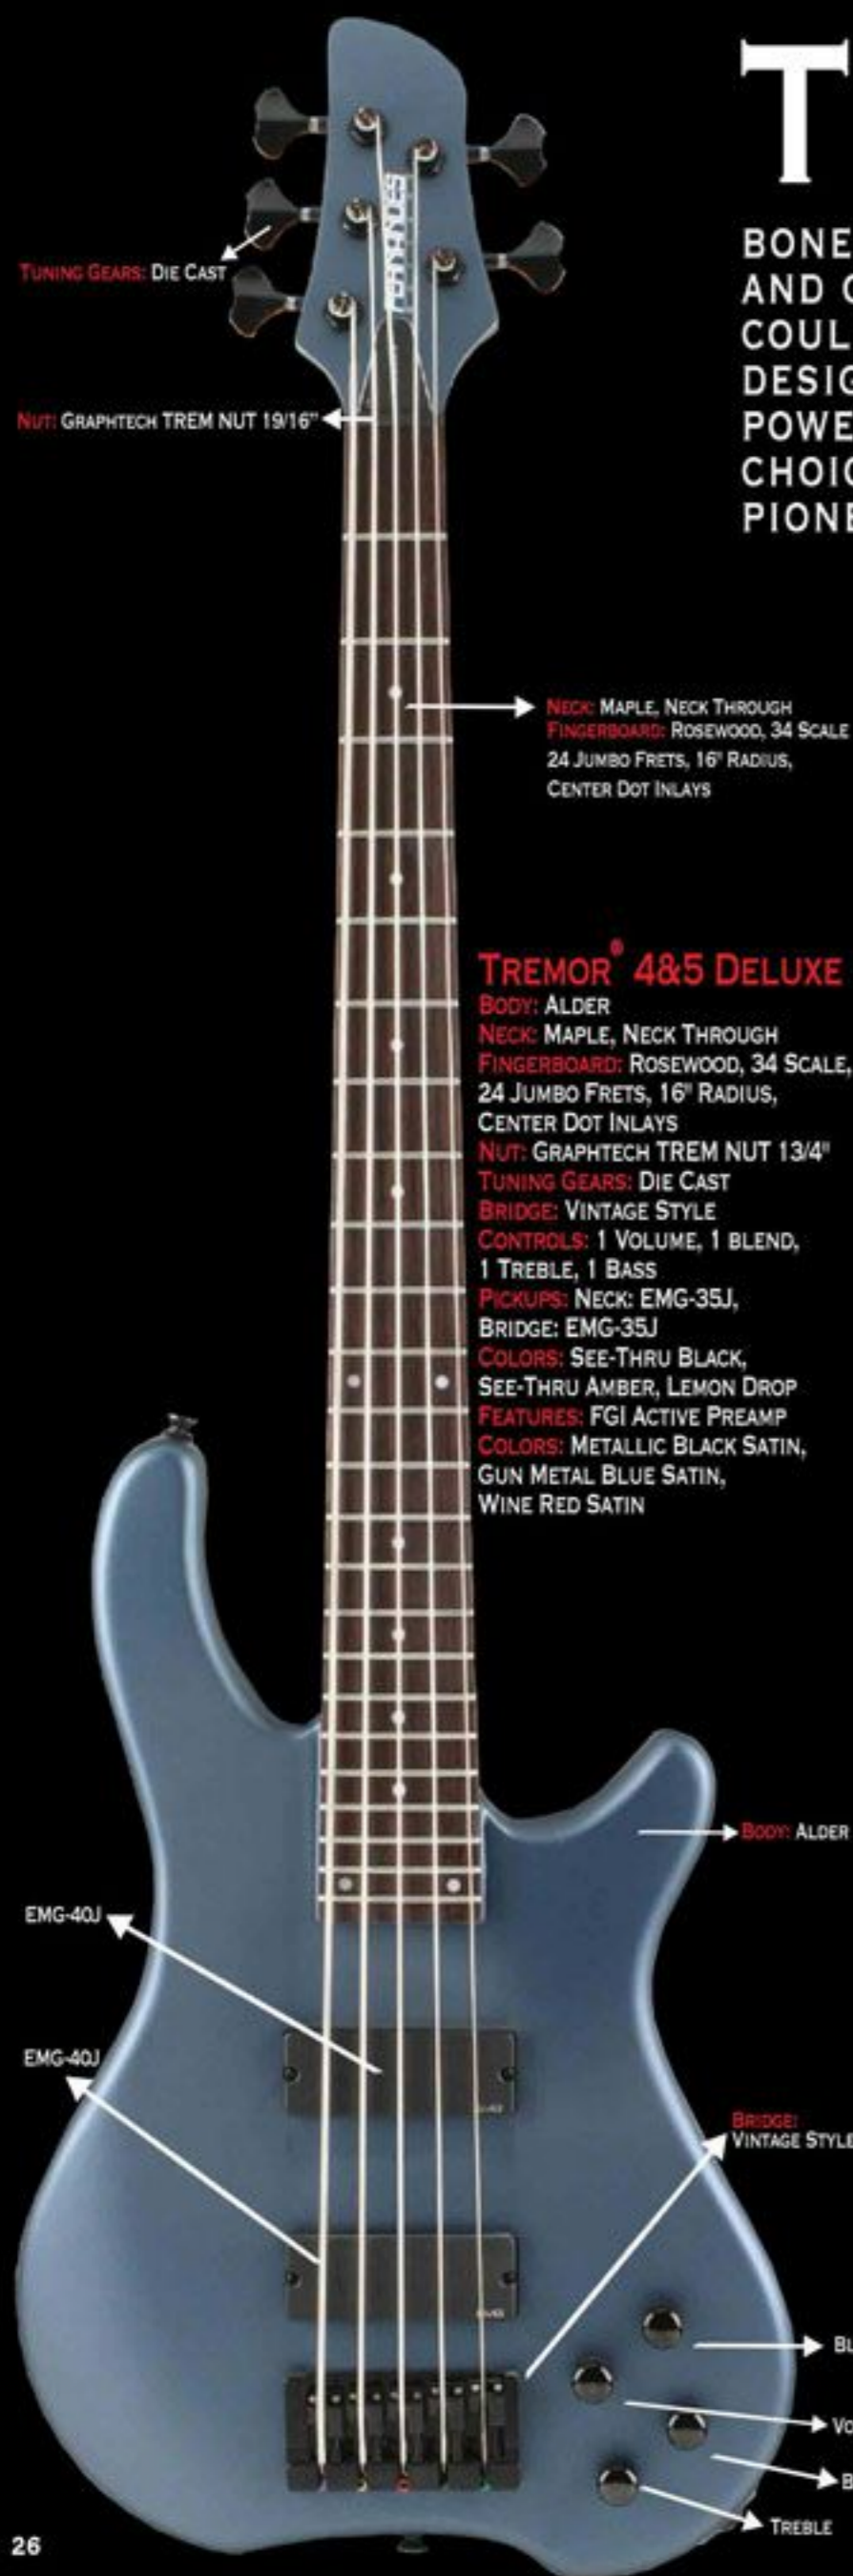 T
BONE
AND
COUL
DESIG
POWE
CHOIC
PIONE
FERNANDES
TUNING GEARS: DIE CAST
NUT: GRAPHTECH TREM NUT 19/16"
NECK: MAPLE, NECK THROUGH
FINGERBOARD: ROSEWOOD, 34 SCALE
24 JUMBO FRETS, 16" RADIUS,
CENTER DOT INLAYS
TREMOR® 4&5 DELUXE
BODY: ALDER
NECK: MAPLE, NECK THROUGH
FINGERBOARD: ROSEWOOD, 34 SCALE,
24 JUMBO FRETS, 16" RADIUS,
CENTER DOT INLAYS
NUT: GRAPHTECH TREM NUT 13/4"
TUNING GEARS: DIE CAST
BRIDGE: VINTAGE STYLE
CONTROLS: 1 VOLUME, 1 BLEND,
1 TREBLE, 1 BASS
PICKUPS: NECK: EMG-35J,
BRIDGE: EMG-35J
COLORS: SEE-THRU BLACK,
SEE-THRU AMBER, LEMON DROP
FEATURES: FGI ACTIVE PREAMP
COLORS: METALLIC BLACK SATIN,
GUN METAL BLUE SATIN,
WINE RED SATIN
BODY: ALDER
EMG-40J
EMG-40J
BRIDGE:
VINTAGE STYLE
BL
VO
B
TREBLE
26